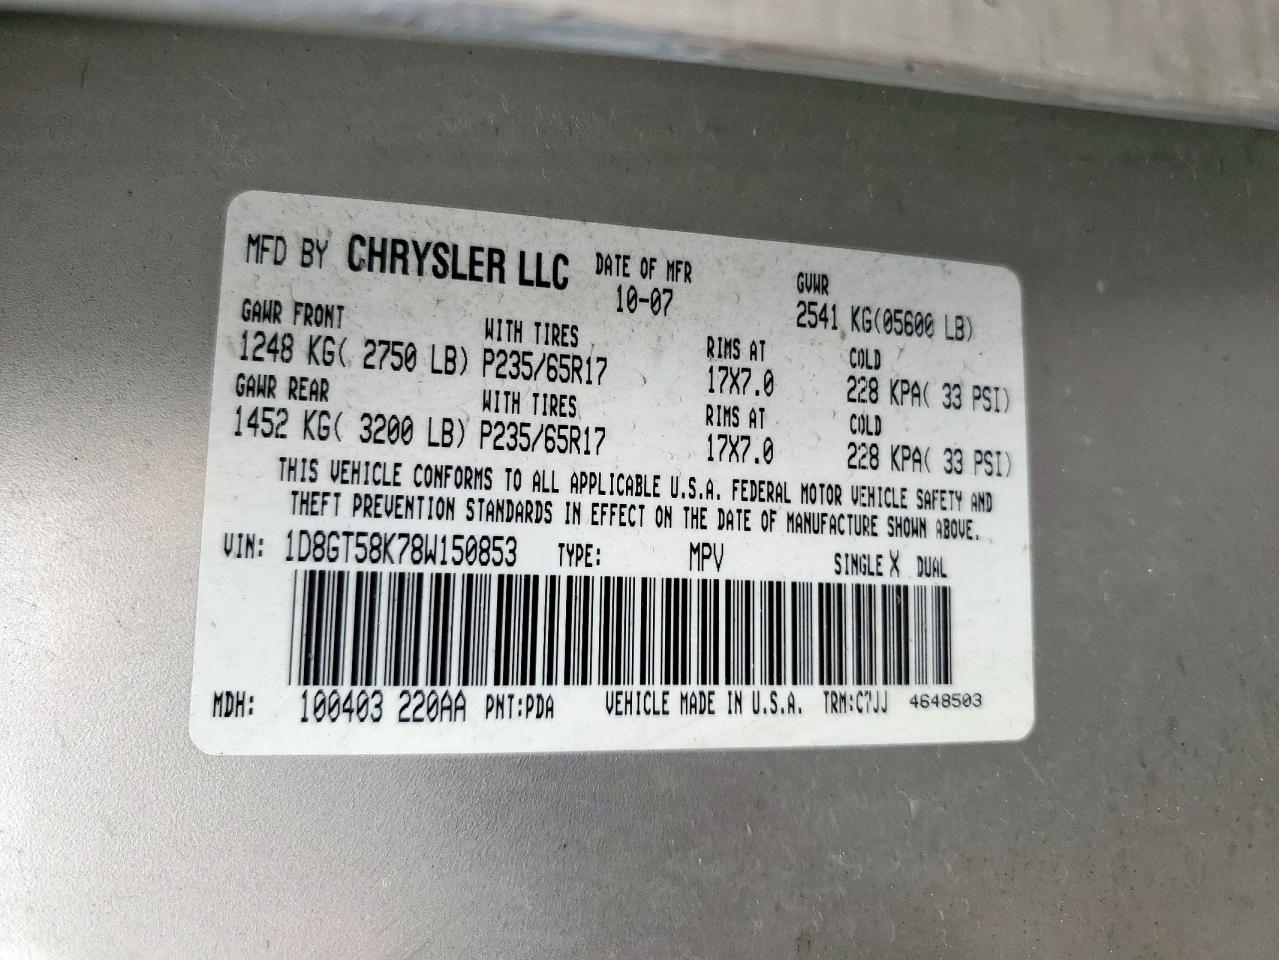 MFD BY CHRYSLER LLC DATE OF MFR GVWR
10-07 2541 KG(05600 LB)
GAWR FRONT WITH TIRES RIMS AT COLD
1248 KG( 2750 LB) P235/65R17 17X7.0 228 KPA( 33 PSI)
GAWR REAR WITH TIRES RIMS AT COLD
1452 KG( 3200 LB) P235/65R17 17X7.0 228 KPA( 33 PSI)
THIS VEHICLE CONFORMS TO ALL APPLICABLE U.S.A. FEDERAL MOTOR VEHICLE SAFETY AND
THEFT PREVENTION STANDARDS IN EFFECT ON THE DATE OF MANUFACTURE SHOWN ABOVE.
VIN: 1D8GT58K78W150853 TYPE: MPV SINGLE X DUAL
MDH: 100403 220AA PNT:PDA VEHICLE MADE IN U.S.A. TRM:C7JJ 4648503